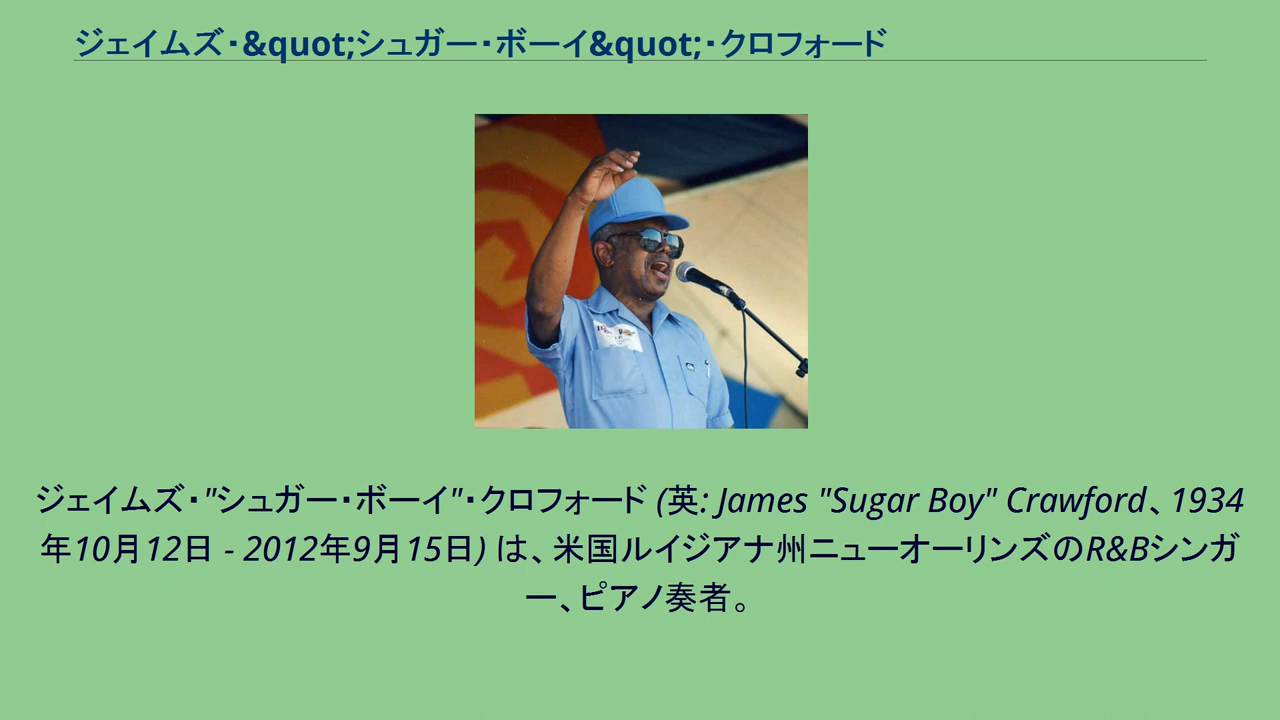 ジェイムズ・&quot;シュガー・ボーイ&quot;・クロフォード
ジェイムズ・"シュガー・ボーイ"・クロフォード (英: James "Sugar Boy" Crawford、1934
年10月12日 - 2012年9月15日) は、米国ルイジアナ州ニューオーリンズのR&Bシンガ
ー、ピアノ奏者。